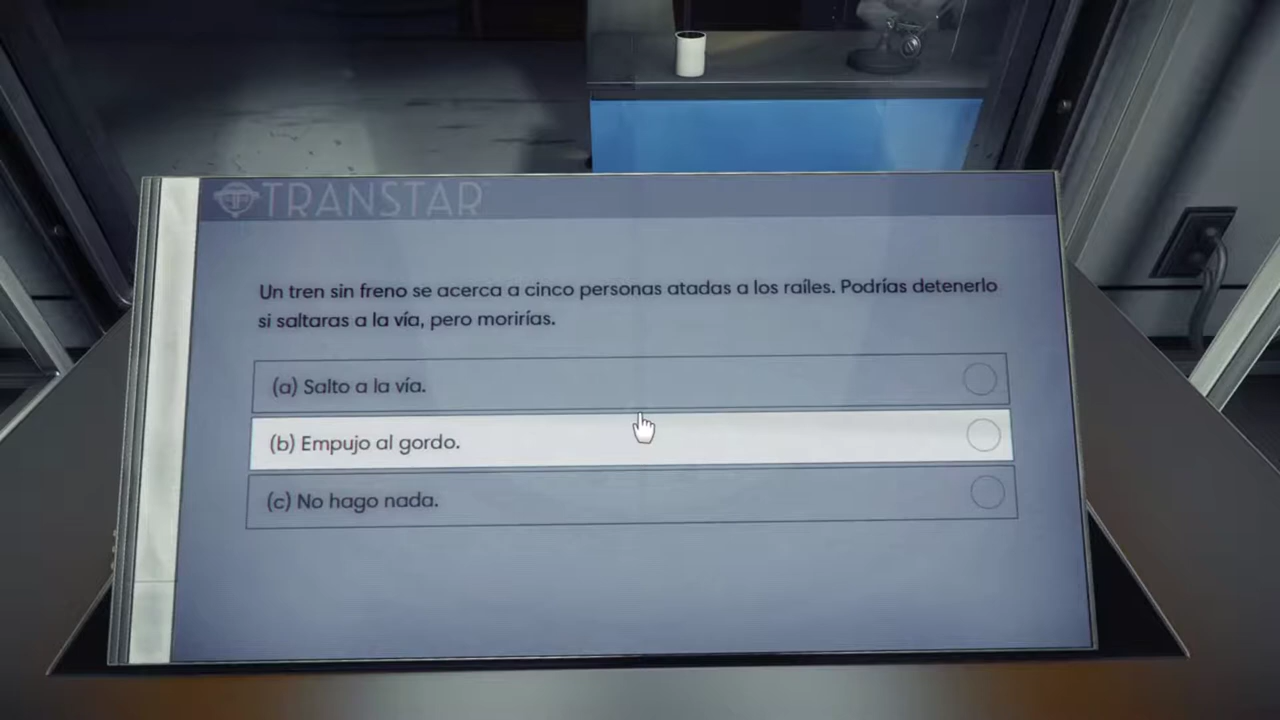 TRANSTAR
Un tren sin freno se acerca a cinco personas atadas a los raíles. Podrías detenerlo
si saltaras a la vía, pero morirías.
(a) Salto a la vía.
(b) Empujo al gordo.
(c) No hago nada.